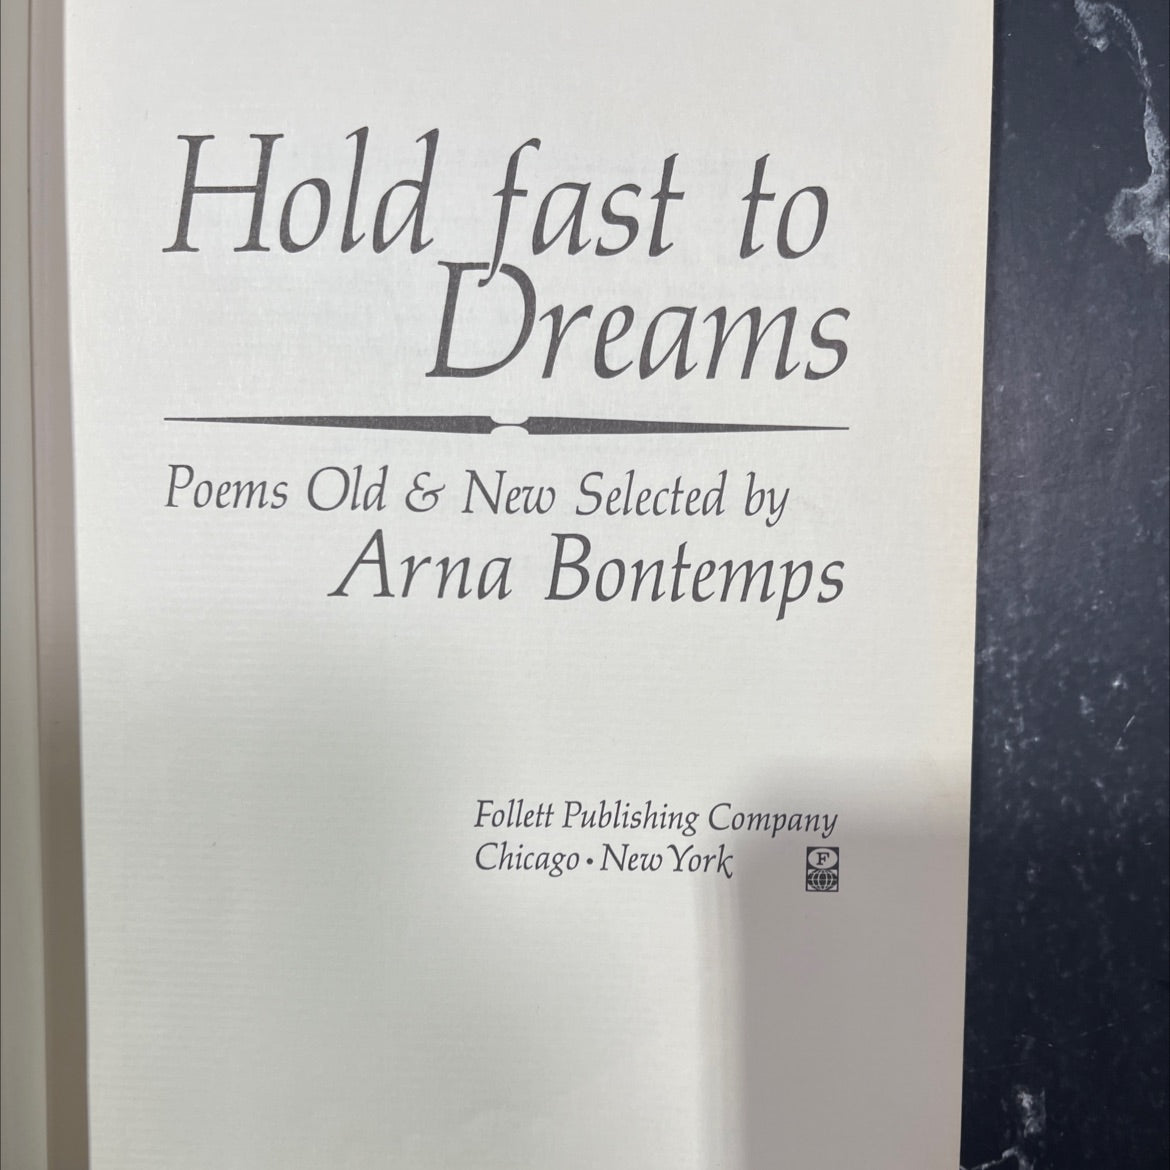 Hold fast to
Dreams
Poems Old & New Selected by
Arna Bontemps
Follett Publishing Company
Chicago • New York
F